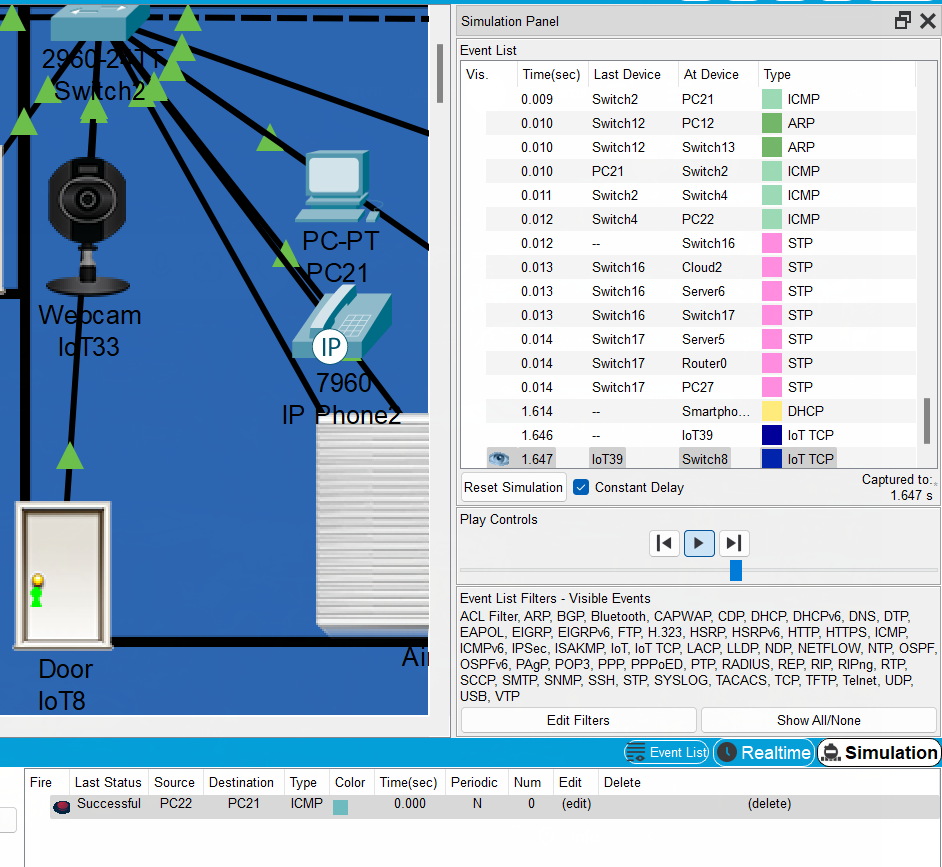 2960-24TT
Switch2
Webcam
IoT33
PC-PT
PC21
IP
7960
IP Phone2
Door
IoT8
Simulation Panel
Event List
Vis. Time(sec) Last Device At Device Type
0.009 Switch2 PC21 ICMP
0.010 Switch12 PC12 ARP
0.010 Switch12 Switch13 ARP
0.010 PC21 Switch2 ICMP
0.011 Switch2 Switch4 ICMP
0.012 Switch4 PC22 ICMP
0.012 -- Switch16 STP
0.013 Switch16 Cloud2 STP
0.013 Switch16 Server6 STP
0.013 Switch16 Switch17 STP
0.014 Switch17 Server5 STP
0.014 Switch17 Router0 STP
0.014 Switch17 PC27 STP
1.614 -- Smartpho... DHCP
1.646 -- IoT39 IoT TCP
1.647 IoT39 Switch8 IoT TCP
Reset Simulation Constant Delay Captured to:
1.647 s
Play Controls
Event List Filters - Visible Events
ACL Filter, ARP, BGP, Bluetooth, CAPWAP, CDP, DHCP, DHCPv6, DNS, DTP,
EAPOL, EIGRP, EIGRPv6, FTP, H.323, HSRP, HSRPv6, HTTP, HTTPS, ICMP,
ICMPv6, IPSec, ISAKMP, IoT, IoT TCP, LACP, LLDP, NDP, NETFLOW, NTP, OSPF,
OSPFv6, PAgP, POP3, PPP, PPPoED, PTP, RADIUS, REP, RIP, RIPng, RTP,
SCCP, SMTP, SNMP, SSH, STP, SYSLOG, TACACS, TCP, TFTP, Telnet, UDP,
USB, VTP
Edit Filters Show All/None
Event List Realtime Simulation
Fire Last Status Source Destination Type Color Time(sec) Periodic Num Edit Delete
Successful PC22 PC21 ICMP 0.000 N 0 (edit) (delete)